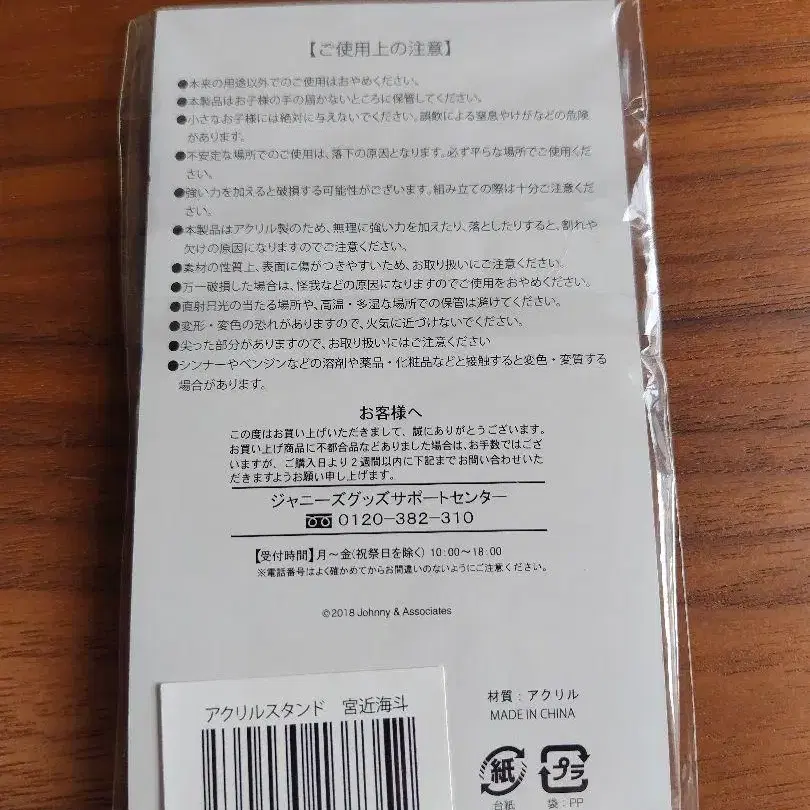 【ご使用上の注意】
●本来の用途以外でのご使用はおやめください。
●本製品はお子様の手の届かないところに保管してください。
●小さなお子様には絶対に与えないでください。誤飲による窒息やけがなどの危険
があります。
●不安定な場所でのご使用は、落下の原因となります。必ず平らな場所でご使用くだ
さい。
●強い力を加えると破損する可能性がございます。組み立ての際は十分ご注意くだ
さい。
●本製品はアクリル製のため、無理に強い力を加えたり、落としたりすると、割れや
欠けの原因になりますのでご注意ください。
●素材の性質上、表面に傷がつきやすいため、お取り扱いにご注意ください。
●万一破損した場合は、怪我などの原因になりますのでご使用をおやめください。
●直射日光の当たる場所や、高温・多湿な場所での保管は避けてください。
●変形・変色の恐れがありますので、火気に近づけないでください。
●尖った部分がありますので、お取り扱いにはご注意ください
●シンナーやベンジンなどの溶剤や薬品・化粧品などと接触すると変色・変質する
場合があります。
お客様へ
この度はお買い上げいただきまして、誠にありがとうございます。
お買い上げ商品に不都合品などありました場合は、お手数ではござ
いますが、ご購入日より2週間以内に下記までお問い合わせいた
だきますようお願い申し上げます。
ジャニーズグッズサポートセンター
0120-382-310
【受付時間】月〜金(祝祭日を除く) 10:00〜18:00
※電話番号はよく確かめてからお間違いのないようにご注意ください。
©2018 Johnny & Associates
アクリルスタンド 宮近海斗
材質：アクリル
MADE IN CHINA
紙
プラ
台紙
袋：PP